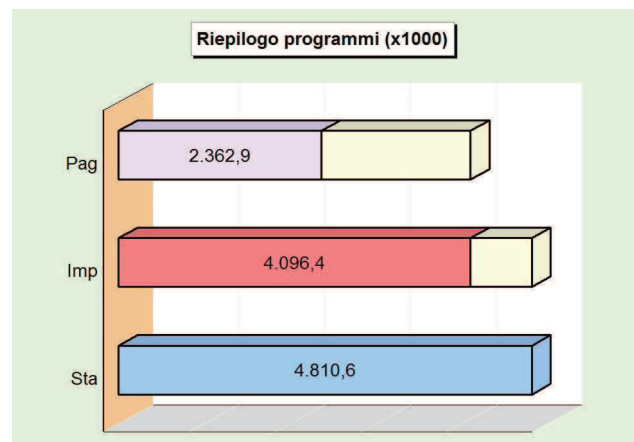 Riepilogo programmi (x1000)
Pag
2.362,9
Imp
4.096,4
Sta
4.810,6